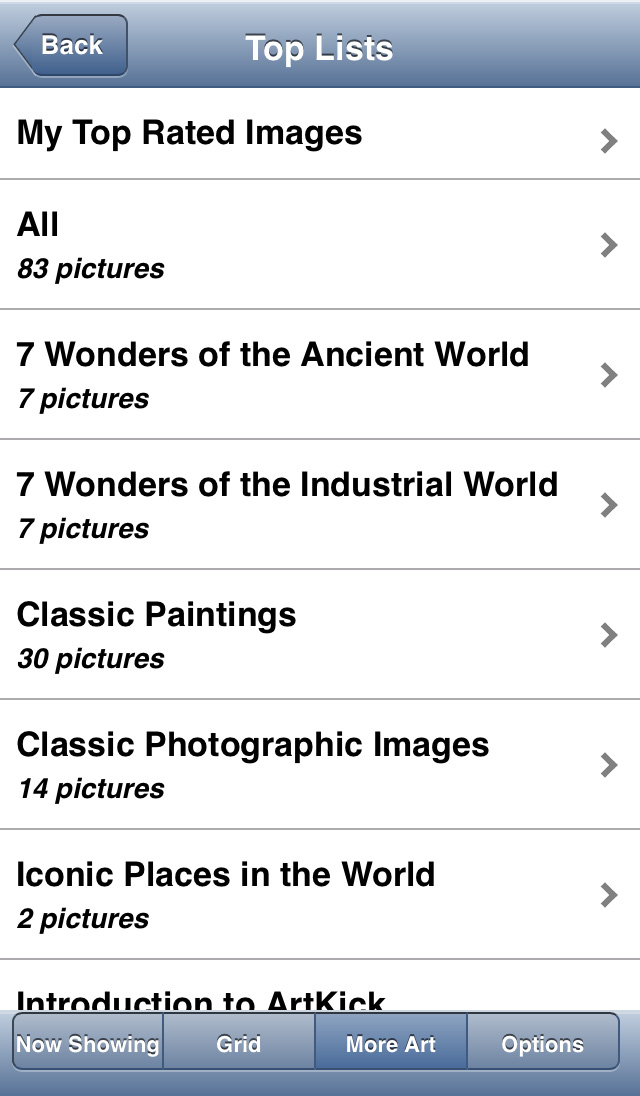 Back
Top Lists
My Top Rated Images
All
83 pictures
7 Wonders of the Ancient World
7 pictures
7 Wonders of the Industrial World
7 pictures
Classic Paintings
30 pictures
Classic Photographic Images
14 pictures
Iconic Places in the World
2 pictures
Introduction to ArtKick
Now Showing
Grid
More Art
Options